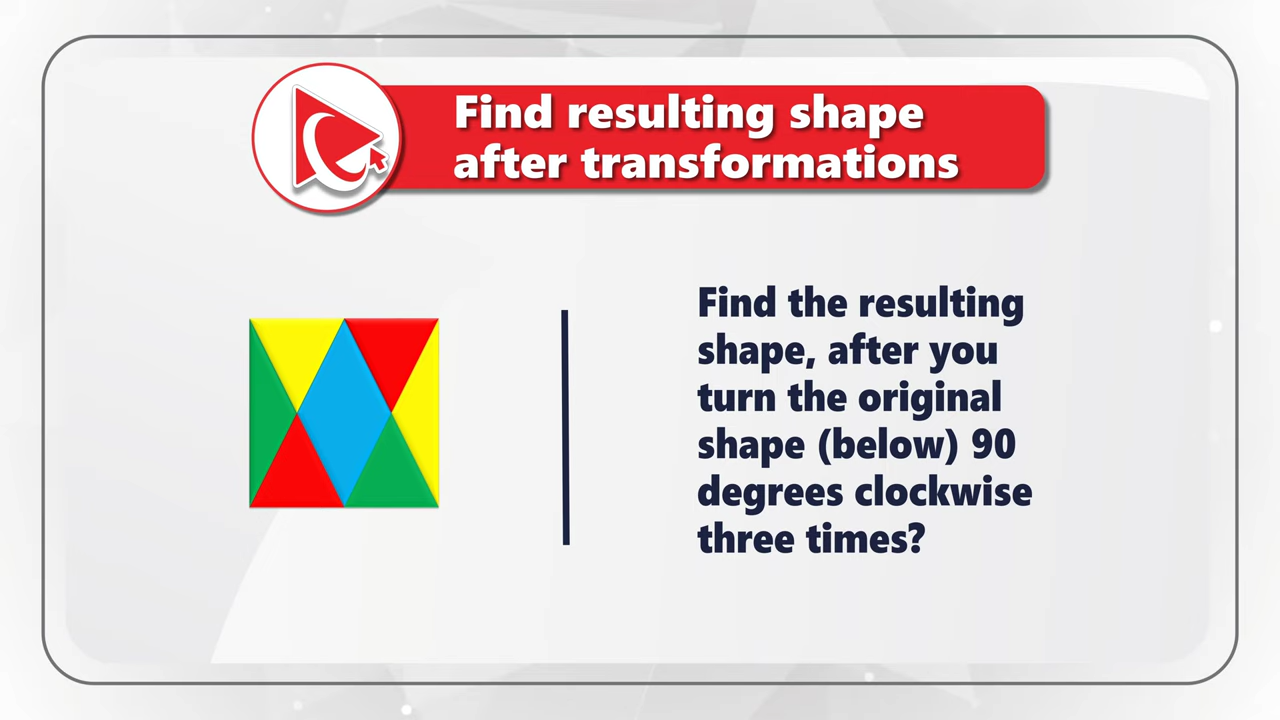 Find resulting shape
after transformations
Find the resulting
shape, after you
turn the original
shape (below) 90
degrees clockwise
three times?